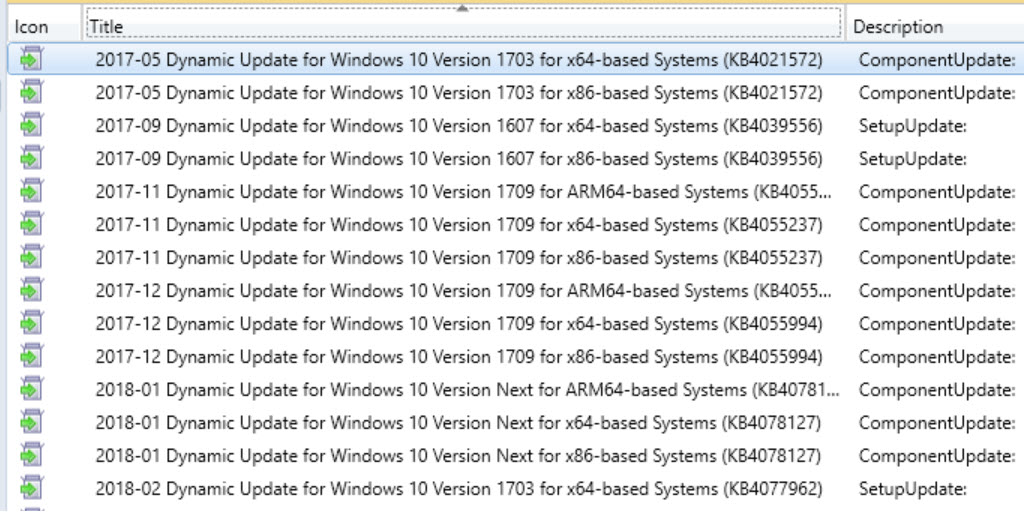 Icon Title Description
2017-05 Dynamic Update for Windows 10 Version 1703 for x64-based Systems (KB4021572) ComponentUpdate:
2017-05 Dynamic Update for Windows 10 Version 1703 for x86-based Systems (KB4021572) ComponentUpdate:
2017-09 Dynamic Update for Windows 10 Version 1607 for x64-based Systems (KB4039556) SetupUpdate:
2017-09 Dynamic Update for Windows 10 Version 1607 for x86-based Systems (KB4039556) SetupUpdate:
2017-11 Dynamic Update for Windows 10 Version 1709 for ARM64-based Systems (KB4055... ComponentUpdate:
2017-11 Dynamic Update for Windows 10 Version 1709 for x64-based Systems (KB4055237) ComponentUpdate:
2017-11 Dynamic Update for Windows 10 Version 1709 for x86-based Systems (KB4055237) ComponentUpdate:
2017-12 Dynamic Update for Windows 10 Version 1709 for ARM64-based Systems (KB4055... ComponentUpdate:
2017-12 Dynamic Update for Windows 10 Version 1709 for x64-based Systems (KB4055994) ComponentUpdate:
2017-12 Dynamic Update for Windows 10 Version 1709 for x86-based Systems (KB4055994) ComponentUpdate:
2018-01 Dynamic Update for Windows 10 Version Next for ARM64-based Systems (KB40781... ComponentUpdate:
2018-01 Dynamic Update for Windows 10 Version Next for x64-based Systems (KB4078127) ComponentUpdate:
2018-01 Dynamic Update for Windows 10 Version Next for x86-based Systems (KB4078127) ComponentUpdate:
2018-02 Dynamic Update for Windows 10 Version 1703 for x64-based Systems (KB4077962) SetupUpdate: